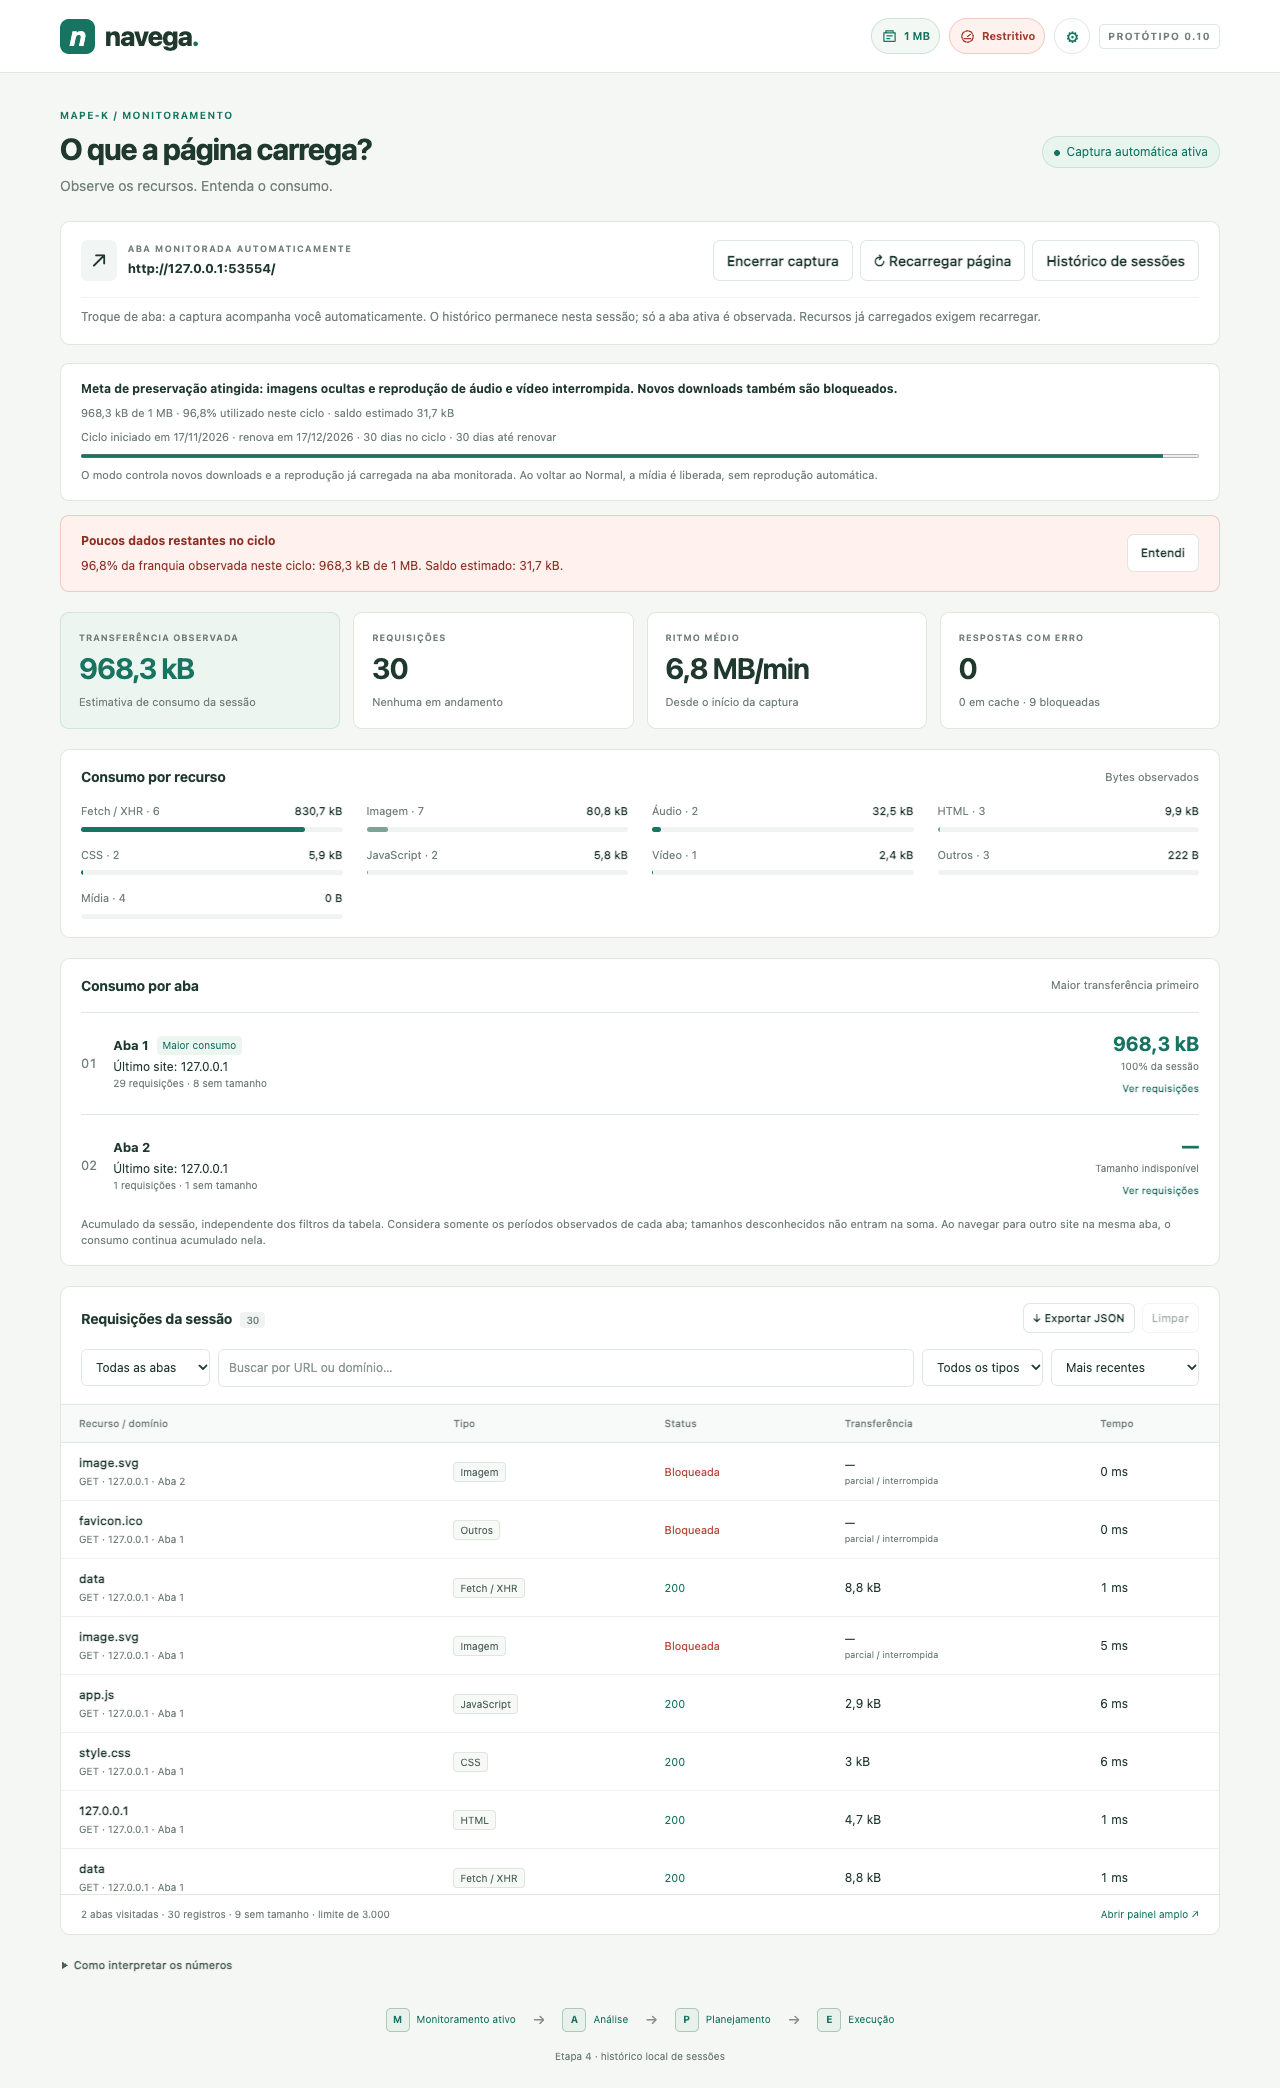 n navega.
1 MB
Restritivo
PROTÓTIPO 0.10
MAPE-K / MONITORAMENTO
O que a página carrega?
Observe os recursos. Entenda o consumo.
Captura automática ativa
ABA MONITORADA AUTOMATICAMENTE
http://127.0.0.1:53554/
Encerrar captura
↻ Recarregar página
Histórico de sessões
Troque de aba: a captura acompanha você automaticamente. O histórico permanece nesta sessão; só a aba ativa é observada. Recursos já carregados exigem recarregar.
Meta de preservação atingida: imagens ocultas e reprodução de áudio e vídeo interrompida. Novos downloads também são bloqueados.
968,3 kB de 1 MB · 96,8% utilizado neste ciclo · saldo estimado 31,7 kB
Ciclo iniciado em 17/11/2026 · renova em 17/12/2026 · 30 dias no ciclo · 30 dias até renovar
O modo controla novos downloads e a reprodução já carregada na aba monitorada. Ao voltar ao Normal, a mídia é liberada, sem reprodução automática.
Poucos dados restantes no ciclo
96,8% da franquia observada neste ciclo: 968,3 kB de 1 MB. Saldo estimado: 31,7 kB.
Entendi
TRANSFERÊNCIA OBSERVADA
968,3 kB
Estimativa de consumo da sessão
REQUISIÇÕES
30
Nenhuma em andamento
RITMO MÉDIO
6,8 MB/min
Desde o início da captura
RESPOSTAS COM ERRO
0
0 em cache · 9 bloqueadas
Consumo por recurso
Bytes observados
Fetch / XHR · 6 830,7 kB
Imagem · 7 80,8 kB
Áudio · 2 32,5 kB
HTML · 3 9,9 kB
CSS · 2 5,9 kB
JavaScript · 2 5,8 kB
Vídeo · 1 2,4 kB
Outros · 3 222 B
Mídia · 4 0 B
Consumo por aba
Maior transferência primeiro
01
Aba 1 Maior consumo
Último site: 127.0.0.1
29 requisições · 8 sem tamanho
968,3 kB
100% da sessão
Ver requisições
02
Aba 2
Último site: 127.0.0.1
1 requisições · 1 sem tamanho
—
Tamanho indisponível
Ver requisições
Acumulado da sessão, independente dos filtros da tabela. Considera somente os períodos observados de cada aba; tamanhos desconhecidos não entram na soma. Ao navegar para outro site na mesma aba, o
consumo continua acumulado nela.
Requisições da sessão 30
↓ Exportar JSON
Limpar
Todas as abas
Buscar por URL ou domínio...
Todos os tipos
Mais recentes
Recurso / domínio Tipo Status Transferência Tempo
image.svg
GET · 127.0.0.1 · Aba 2
Imagem
Bloqueada
—
parcial / interrompida
0 ms
favicon.ico
GET · 127.0.0.1 · Aba 1
Outros
Bloqueada
—
parcial / interrompida
0 ms
data
GET · 127.0.0.1 · Aba 1
Fetch / XHR
200
8,8 kB
1 ms
image.svg
GET · 127.0.0.1 · Aba 1
Imagem
Bloqueada
—
parcial / interrompida
5 ms
app.js
GET · 127.0.0.1 · Aba 1
JavaScript
200
2,9 kB
6 ms
style.css
GET · 127.0.0.1 · Aba 1
CSS
200
3 kB
6 ms
127.0.0.1
GET · 127.0.0.1 · Aba 1
HTML
200
4,7 kB
1 ms
data
GET · 127.0.0.1 · Aba 1
Fetch / XHR
200
8,8 kB
1 ms
2 abas visitadas · 30 registros · 9 sem tamanho · limite de 3.000
Abrir painel amplo ↗
▶ Como interpretar os números
M Monitoramento ativo → A Análise → P Planejamento → E Execução
Etapa 4 · histórico local de sessões